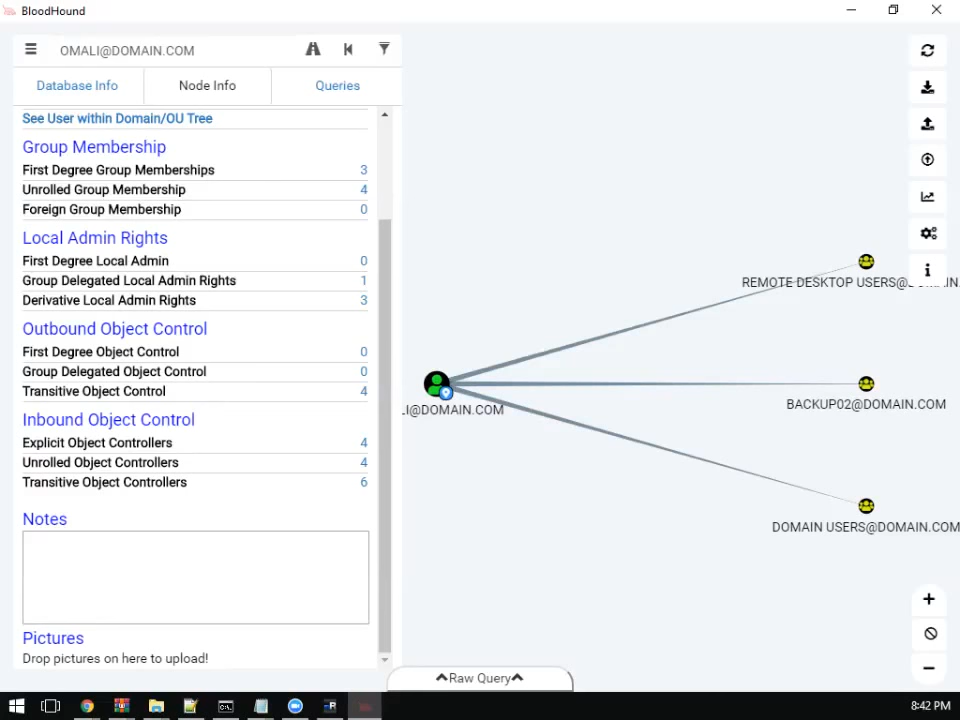 BloodHound
OMALI@DOMAIN.COM
Database Info
Node Info
Queries
See User within Domain/OU Tree
Group Membership
First Degree Group Memberships 3
Unrolled Group Membership 4
Foreign Group Membership 0
Local Admin Rights
First Degree Local Admin 0
Group Delegated Local Admin Rights 1
Derivative Local Admin Rights 3
Outbound Object Control
First Degree Object Control 0
Group Delegated Object Control 0
Transitive Object Control 4
Inbound Object Control
Explicit Object Controllers 4
Unrolled Object Controllers 4
Transitive Object Controllers 6
Notes
Pictures
Drop pictures on here to upload!
REMOTE DESKTOP USERS@DOMAIN.
LI@DOMAIN.COM
BACKUP02@DOMAIN.COM
DOMAIN USERS@DOMAIN.COM
Raw Query
8:42 PM